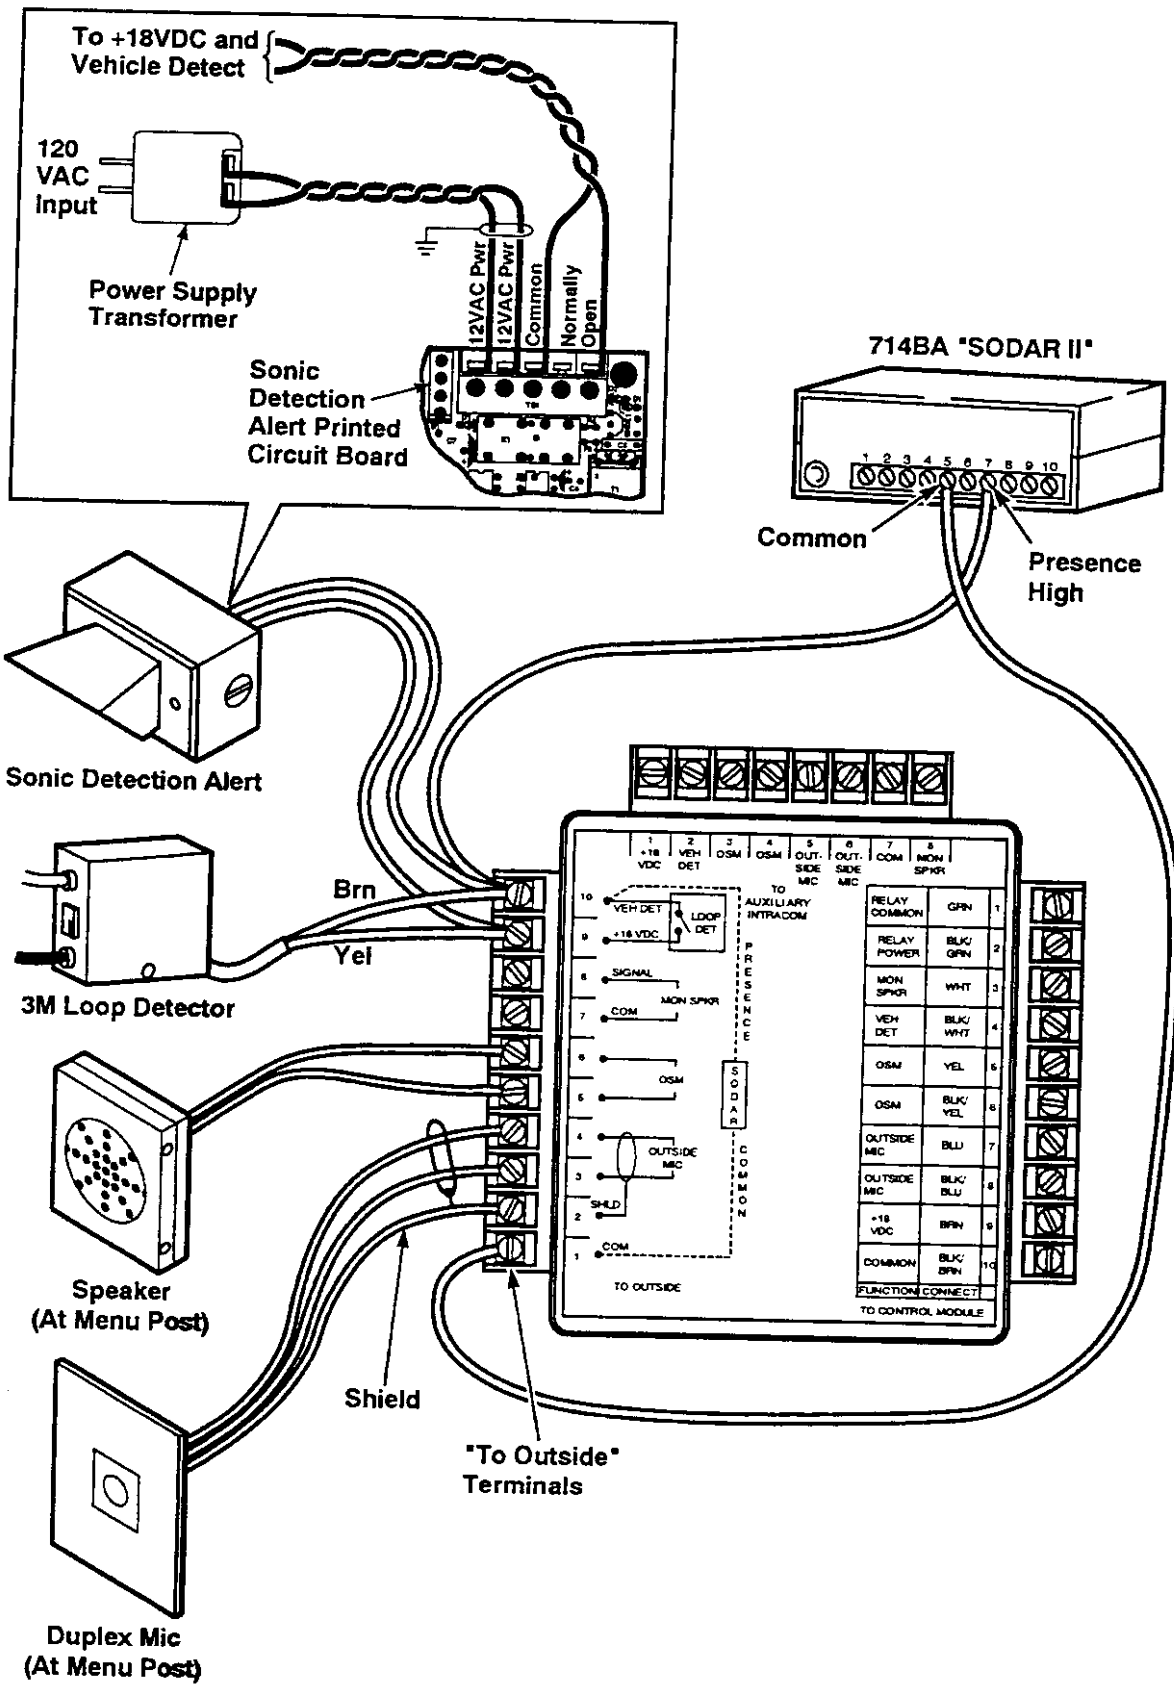 To +18VDC and
Vehicle Detect
120
VAC
Input
12VAC Pwr
12VAC Pwr
Common
Normally
Open
Power Supply
Transformer
Sonic
Detection
Alert Printed
Circuit Board
714BA "SODAR II"
1 2 3 4 5 6 7 8 9 10
Common
Presence
High
Sonic Detection Alert
Brn
Yel
3M Loop Detector
Speaker
(At Menu Post)
Shield
"To Outside"
Terminals
Duplex Mic
(At Menu Post)
1 2 3 4 5 6 7 8
+18
VDC
VEH
DET
OSM
OSM
OUT-
SIDE
MIC
OUT-
SIDE
MIC
COM
MON
SPKR
TO
AUXILIARY
INTRACOM
10 VEH DET
LOOP
DET
9 +18 VDC
8 SIGNAL
MON SPKR
7 COM
6
OSM
5
4
OUTSIDE
MIC
3
SHLD
2
1 COM
TO OUTSIDE
PRESENCE
SODAR
COMMON
RELAY
COMMON GRN 1
RELAY
POWER BLK/
GRN 2
MON
SPKR WHT 3
VEH
DET BLK/
WHT 4
OSM YEL 5
OSM BLK/
YEL 6
OUTSIDE
MIC BLU 7
OUTSIDE
MIC BLK/
BLU 8
+18
VDC BRN 9
COMMON BLK/
BRN 10
FUNCTION CONNECT
TO CONTROL MODULE